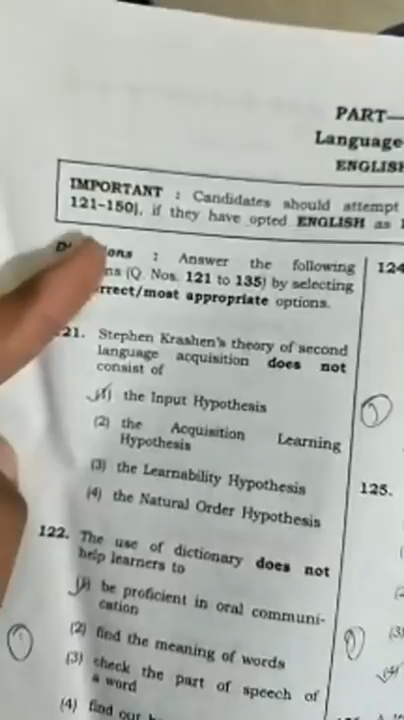 PART—
Language
ENGLISH
IMPORTANT : Candidates should attempt
121-150), if they have opted ENGLISH as
: Answer the following
(Q. Nos. 121 to 135) by selecting
correct/most appropriate options.
121. Stephen Krashen's theory of second
language acquisition does not
consist of
(1) the Input Hypothesis
(2) the Acquisition Learning
Hypothesis
(3) the Learnability Hypothesis
(4) the Natural Order Hypothesis
122. The use of dictionary does not
help learners to
(1) be proficient in oral communi-
cation
(2) find the meaning of words
(3) check the part of speech of
a word
(4) find out
124
125.
(3)